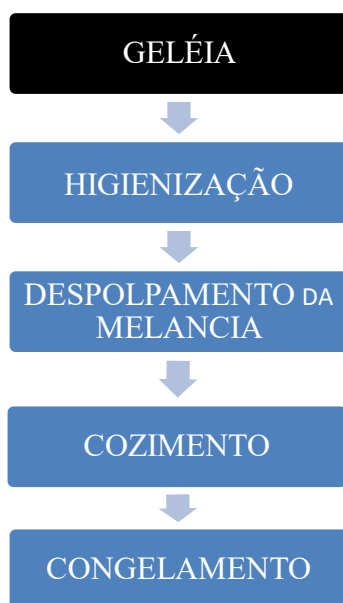 GELÉIA
HIGIENIZAÇÃO
DESPOLPAMENTO DA
MELANCIA
COZIMENTO
CONGELAMENTO